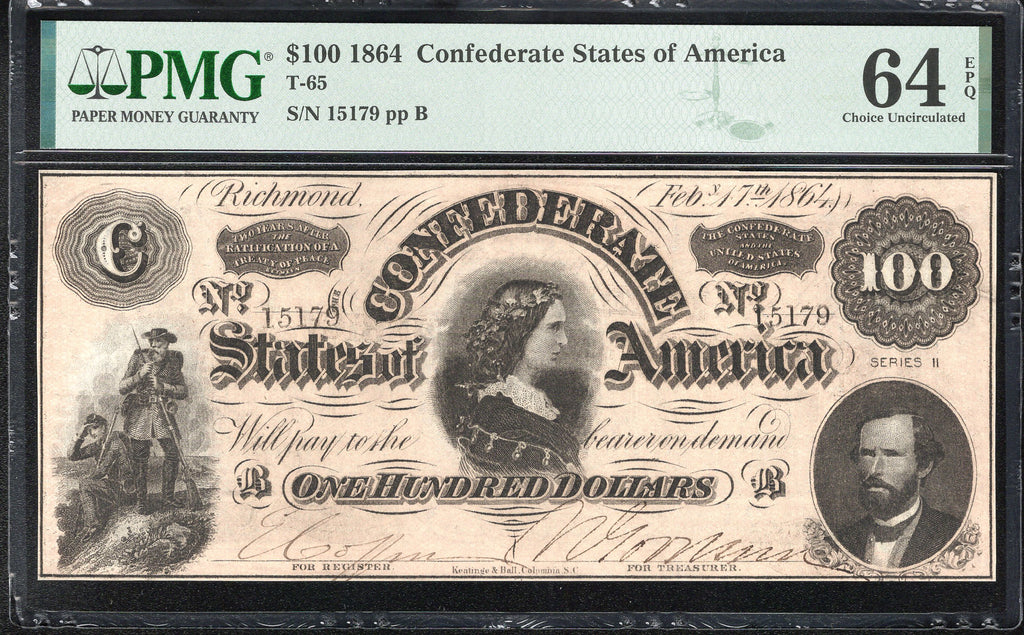 PMG®
PAPER MONEY GUARANTY
$100 1864 Confederate States of America
T-65
S/N 15179 pp B
64 EPQ
Choice Uncirculated
Richmond,
Feby. 17th 1864
C
TWO YEARS AFTER
THE
RATIFICATION OF A
TREATY OF PEACE
BETWEEN
THE CONFEDERATE
STATES
AND THE
UNITED STATES
OF AMERICA
100
CONFEDERATE
No 15179
No 15179
States of America
SERIES II
Will pay to the bearer on demand
B ONE HUNDRED DOLLARS B
FOR REGISTER.
Keatinge & Ball, Columbia, S.C
FOR TREASURER.